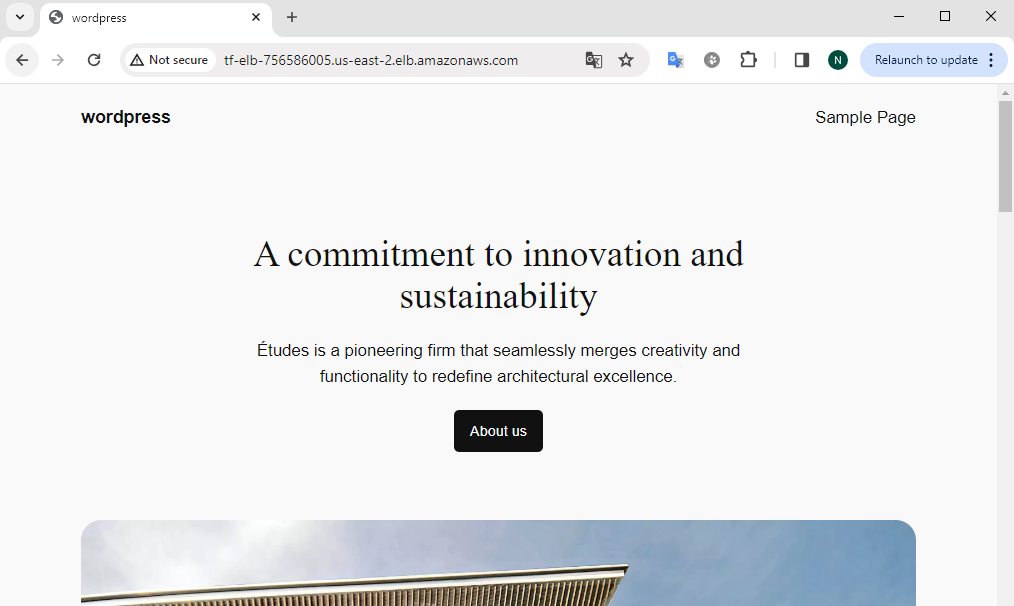 wordpress
Not secure
tf-elb-756586005.us-east-2.elb.amazonaws.com
N
Relaunch to update
wordpress
Sample Page
A commitment to innovation and
sustainability
Études is a pioneering firm that seamlessly merges creativity and
functionality to redefine architectural excellence.
About us